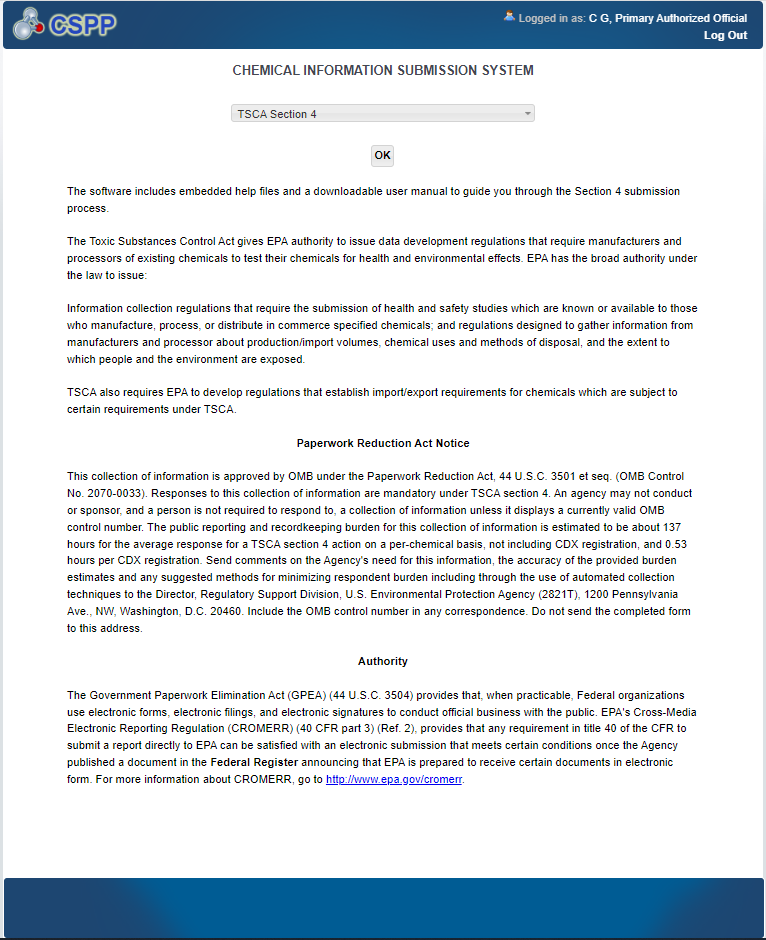 CSPP
Logged in as: C G, Primary Authorized Official
Log Out
CHEMICAL INFORMATION SUBMISSION SYSTEM
TSCA Section 4
OK
The software includes embedded help files and a downloadable user manual to guide you through the Section 4 submission
process.
The Toxic Substances Control Act gives EPA authority to issue data development regulations that require manufacturers and
processors of existing chemicals to test their chemicals for health and environmental effects. EPA has the broad authority under
the law to issue:
Information collection regulations that require the submission of health and safety studies which are known or available to those
who manufacture, process, or distribute in commerce specified chemicals; and regulations designed to gather information from
manufacturers and processor about production/import volumes, chemical uses and methods of disposal, and the extent to
which people and the environment are exposed.
TSCA also requires EPA to develop regulations that establish import/export requirements for chemicals which are subject to
certain requirements under TSCA.
Paperwork Reduction Act Notice
This collection of information is approved by OMB under the Paperwork Reduction Act, 44 U.S.C. 3501 et seq. (OMB Control
No. 2070-0033). Responses to this collection of information are mandatory under TSCA section 4. An agency may not conduct
or sponsor, and a person is not required to respond to, a collection of information unless it displays a currently valid OMB
control number. The public reporting and recordkeeping burden for this collection of information is estimated to be about 137
hours for the average response for a TSCA section 4 action on a per-chemical basis, not including CDX registration, and 0.53
hours per CDX registration. Send comments on the Agency's need for this information, the accuracy of the provided burden
estimates and any suggested methods for minimizing respondent burden including through the use of automated collection
techniques to the Director, Regulatory Support Division, U.S. Environmental Protection Agency (2821T), 1200 Pennsylvania
Ave., NW, Washington, D.C. 20460. Include the OMB control number in any correspondence. Do not send the completed form
to this address.
Authority
The Government Paperwork Elimination Act (GPEA) (44 U.S.C. 3504) provides that, when practicable, Federal organizations
use electronic forms, electronic filings, and electronic signatures to conduct official business with the public. EPA's Cross-Media
Electronic Reporting Regulation (CROMERR) (40 CFR part 3) (Ref. 2), provides that any requirement in title 40 of the CFR to
submit a report directly to EPA can be satisfied with an electronic submission that meets certain conditions once the Agency
published a document in the Federal Register announcing that EPA is prepared to receive certain documents in electronic
form. For more information about CROMERR, go to http://www.epa.gov/cromerr.